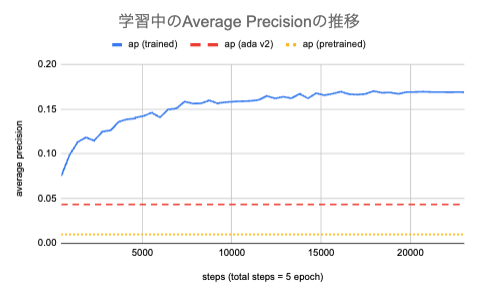 学習中のAverage Precisionの推移
ap (trained) ap (ada v2) ap (pretrained)
0.20
0.15
0.10
0.05
0.00
average precision
5000 10000 15000 20000
steps (total steps = 5 epoch)